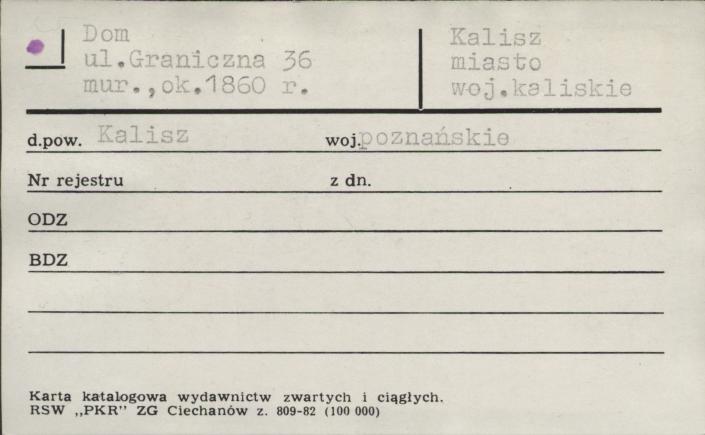 Dom
ul.Graniczna 36
mur.,ok.1860 r.
Kalisz
miasto
woj.kaliskie
d.pow. Kalisz woj.poznańskie
Nr rejestru z dn.
ODZ
BDZ
Karta katalogowa wydawnictw zwartych i ciągłych.
RSW „PKR” ZG Ciechanów z. 809-82 (100 000)